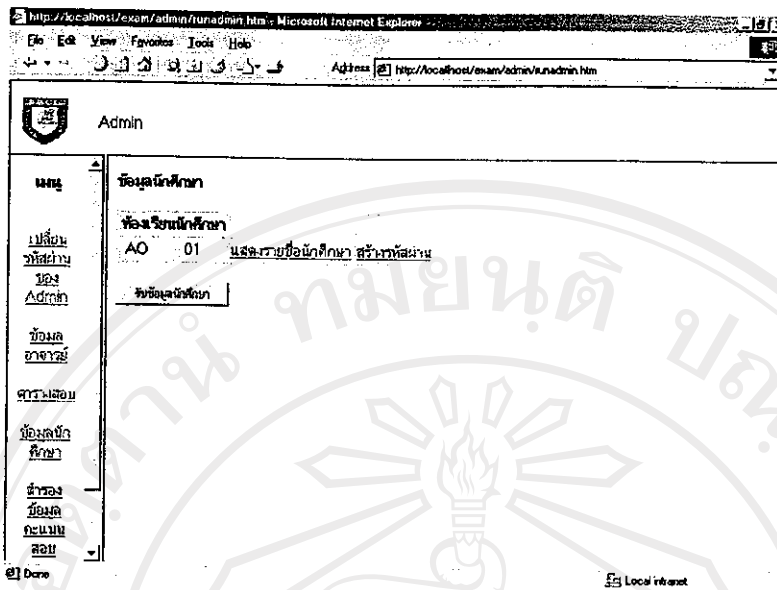 http://localhost/exam/admin/runadmin.htm - Microsoft Internet Explorer
File Edit View Favorites Tools Help
Address http://localhost/exam/admin/runadmin.htm
Admin
เมนู
เปลี่ยน
รหัสผ่าน
ของ
Admin
ข้อมูล
อาจารย์
ตารางสอบ
ข้อมูลนัก
ศึกษา
สำรอง
ข้อมูล
คะแนน
สอบ
ข้อมูลนักศึกษา
ห้องเรียนนักศึกษา
AO 01 แสดงรายชื่อนักศึกษา สร้างรหัสผ่าน
รับข้อมูลนักศึกษา
Done
Local intranet